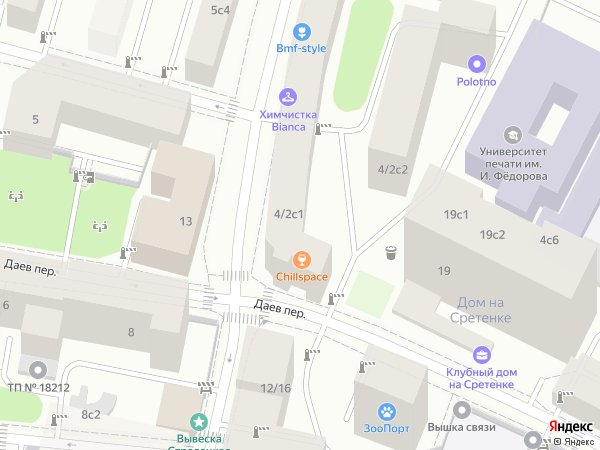 5с4
Bmf-style
Polotno
Химчистка
Bianca
5
Университет
печати им.
И. Фёдорова
4/2с2
13
4/2с1
19с1
19с2
4с6
Даев пер.
Chillspace
19
6
Даев пер.
Дом на
Сретенке
8
ТП № 18212
12/16
Клубный дом
на Сретенке
8с2
ЗооПорт
Вышка связи
Вывеска
Яндекс
© Яндекс